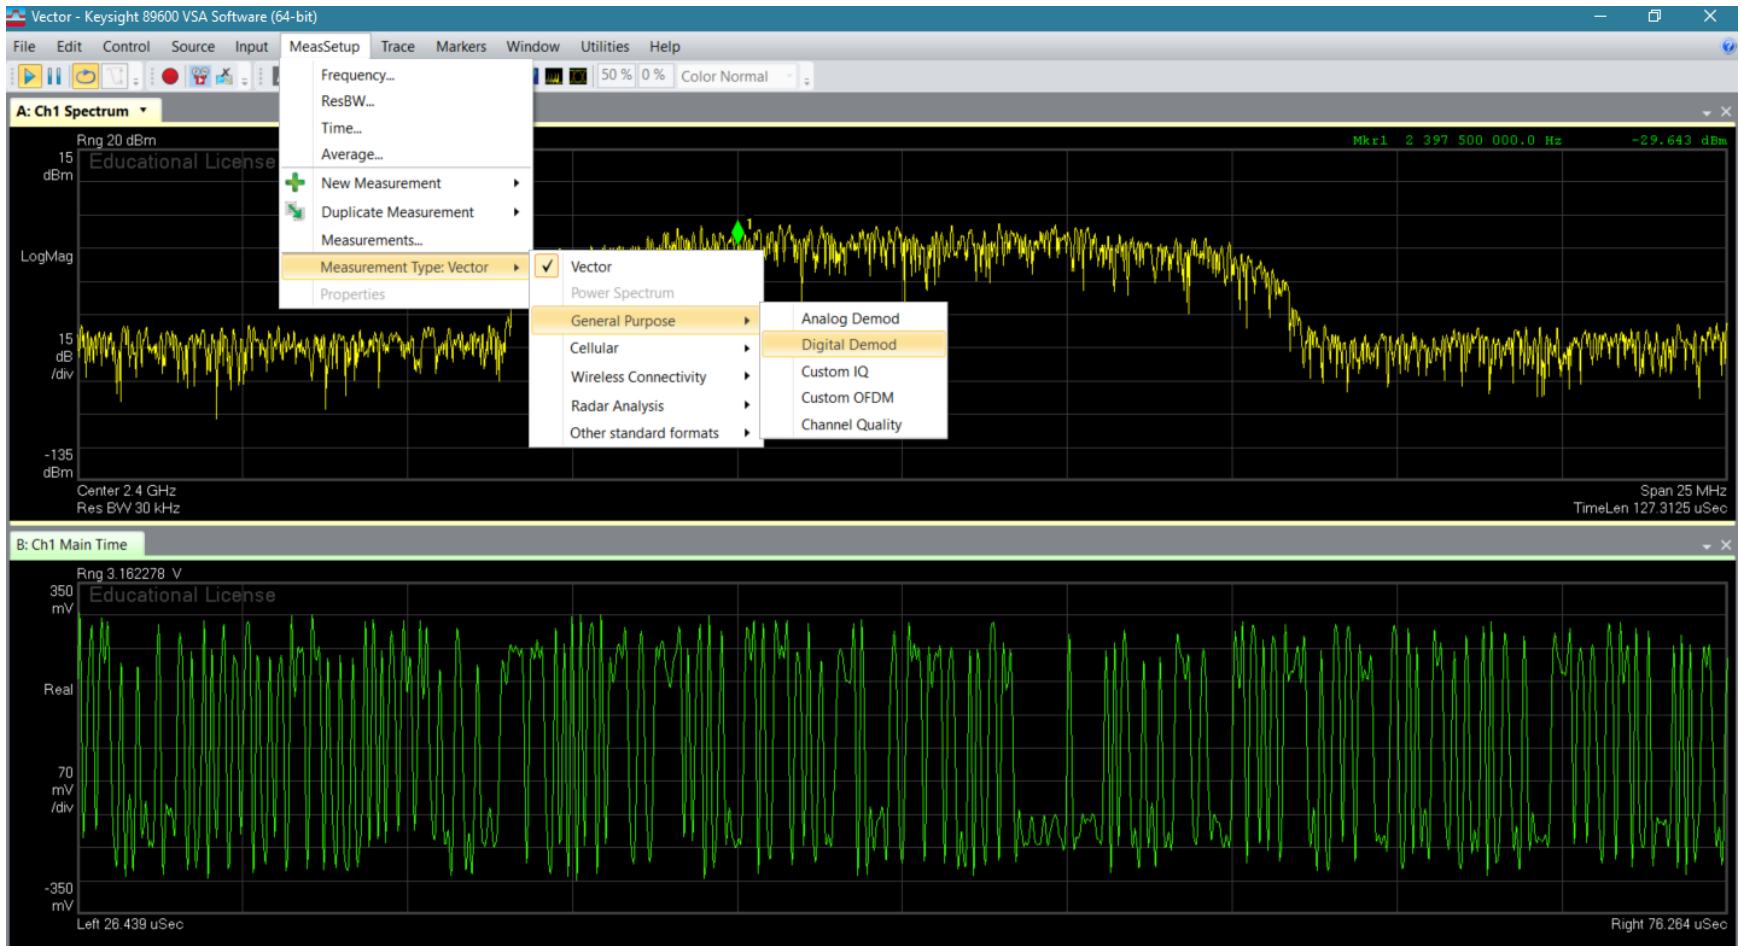 Vector - Keysight 89600 VSA Software (64-bit)
File Edit Control Source Input MeasSetup Trace Markers Window Utilities Help
50 % 0 % Color Normal
Frequency...
ResBW...
Time...
Average...
New Measurement
Duplicate Measurement
Measurements...
Measurement Type: Vector
Properties
Vector
Power Spectrum
General Purpose
Cellular
Wireless Connectivity
Radar Analysis
Other standard formats
Analog Demod
Digital Demod
Custom IQ
Custom OFDM
Channel Quality
A: Ch1 Spectrum
Rng 20 dBm
Mkr1 2 397 500 000.0 Hz -29.643 dBm
15
dBm
Educational License
1
LogMag
15
dB
/div
-135
dBm
Center 2.4 GHz
Span 25 MHz
Res BW 30 kHz
TimeLen 127.3125 uSec
B: Ch1 Main Time
Rng 3.162278 V
350
mV
Educational License
Real
70
mV
/div
-350
mV
Left 26.439 uSec
Right 76.264 uSec